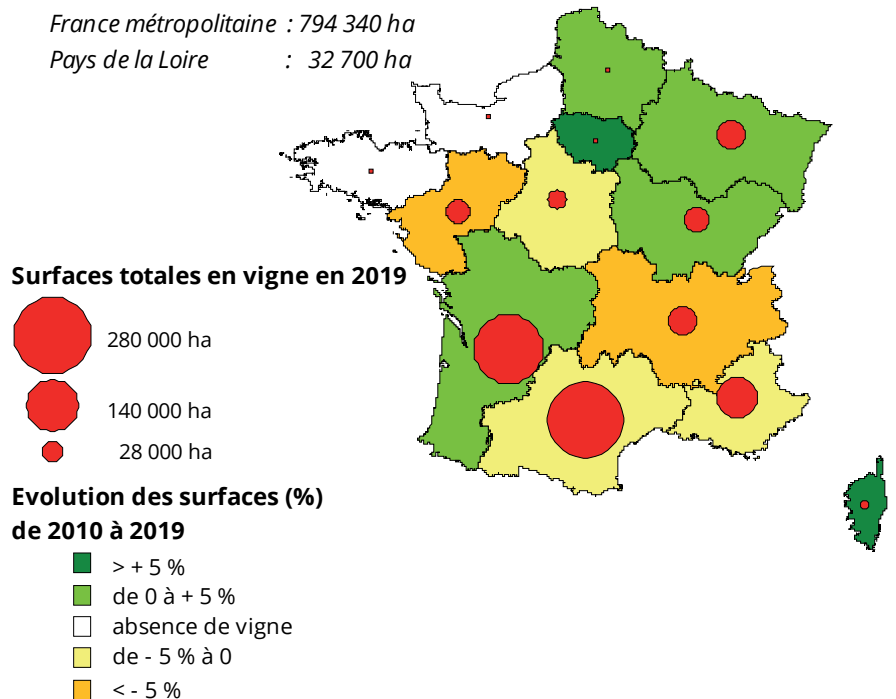 France métropolitaine : 794 340 ha
Pays de la Loire : 32 700 ha
Surfaces totales en vigne en 2019
280 000 ha
140 000 ha
28 000 ha
Evolution des surfaces (%)
de 2010 à 2019
> + 5 %
de 0 à + 5 %
absence de vigne
de - 5 % à 0
< - 5 %